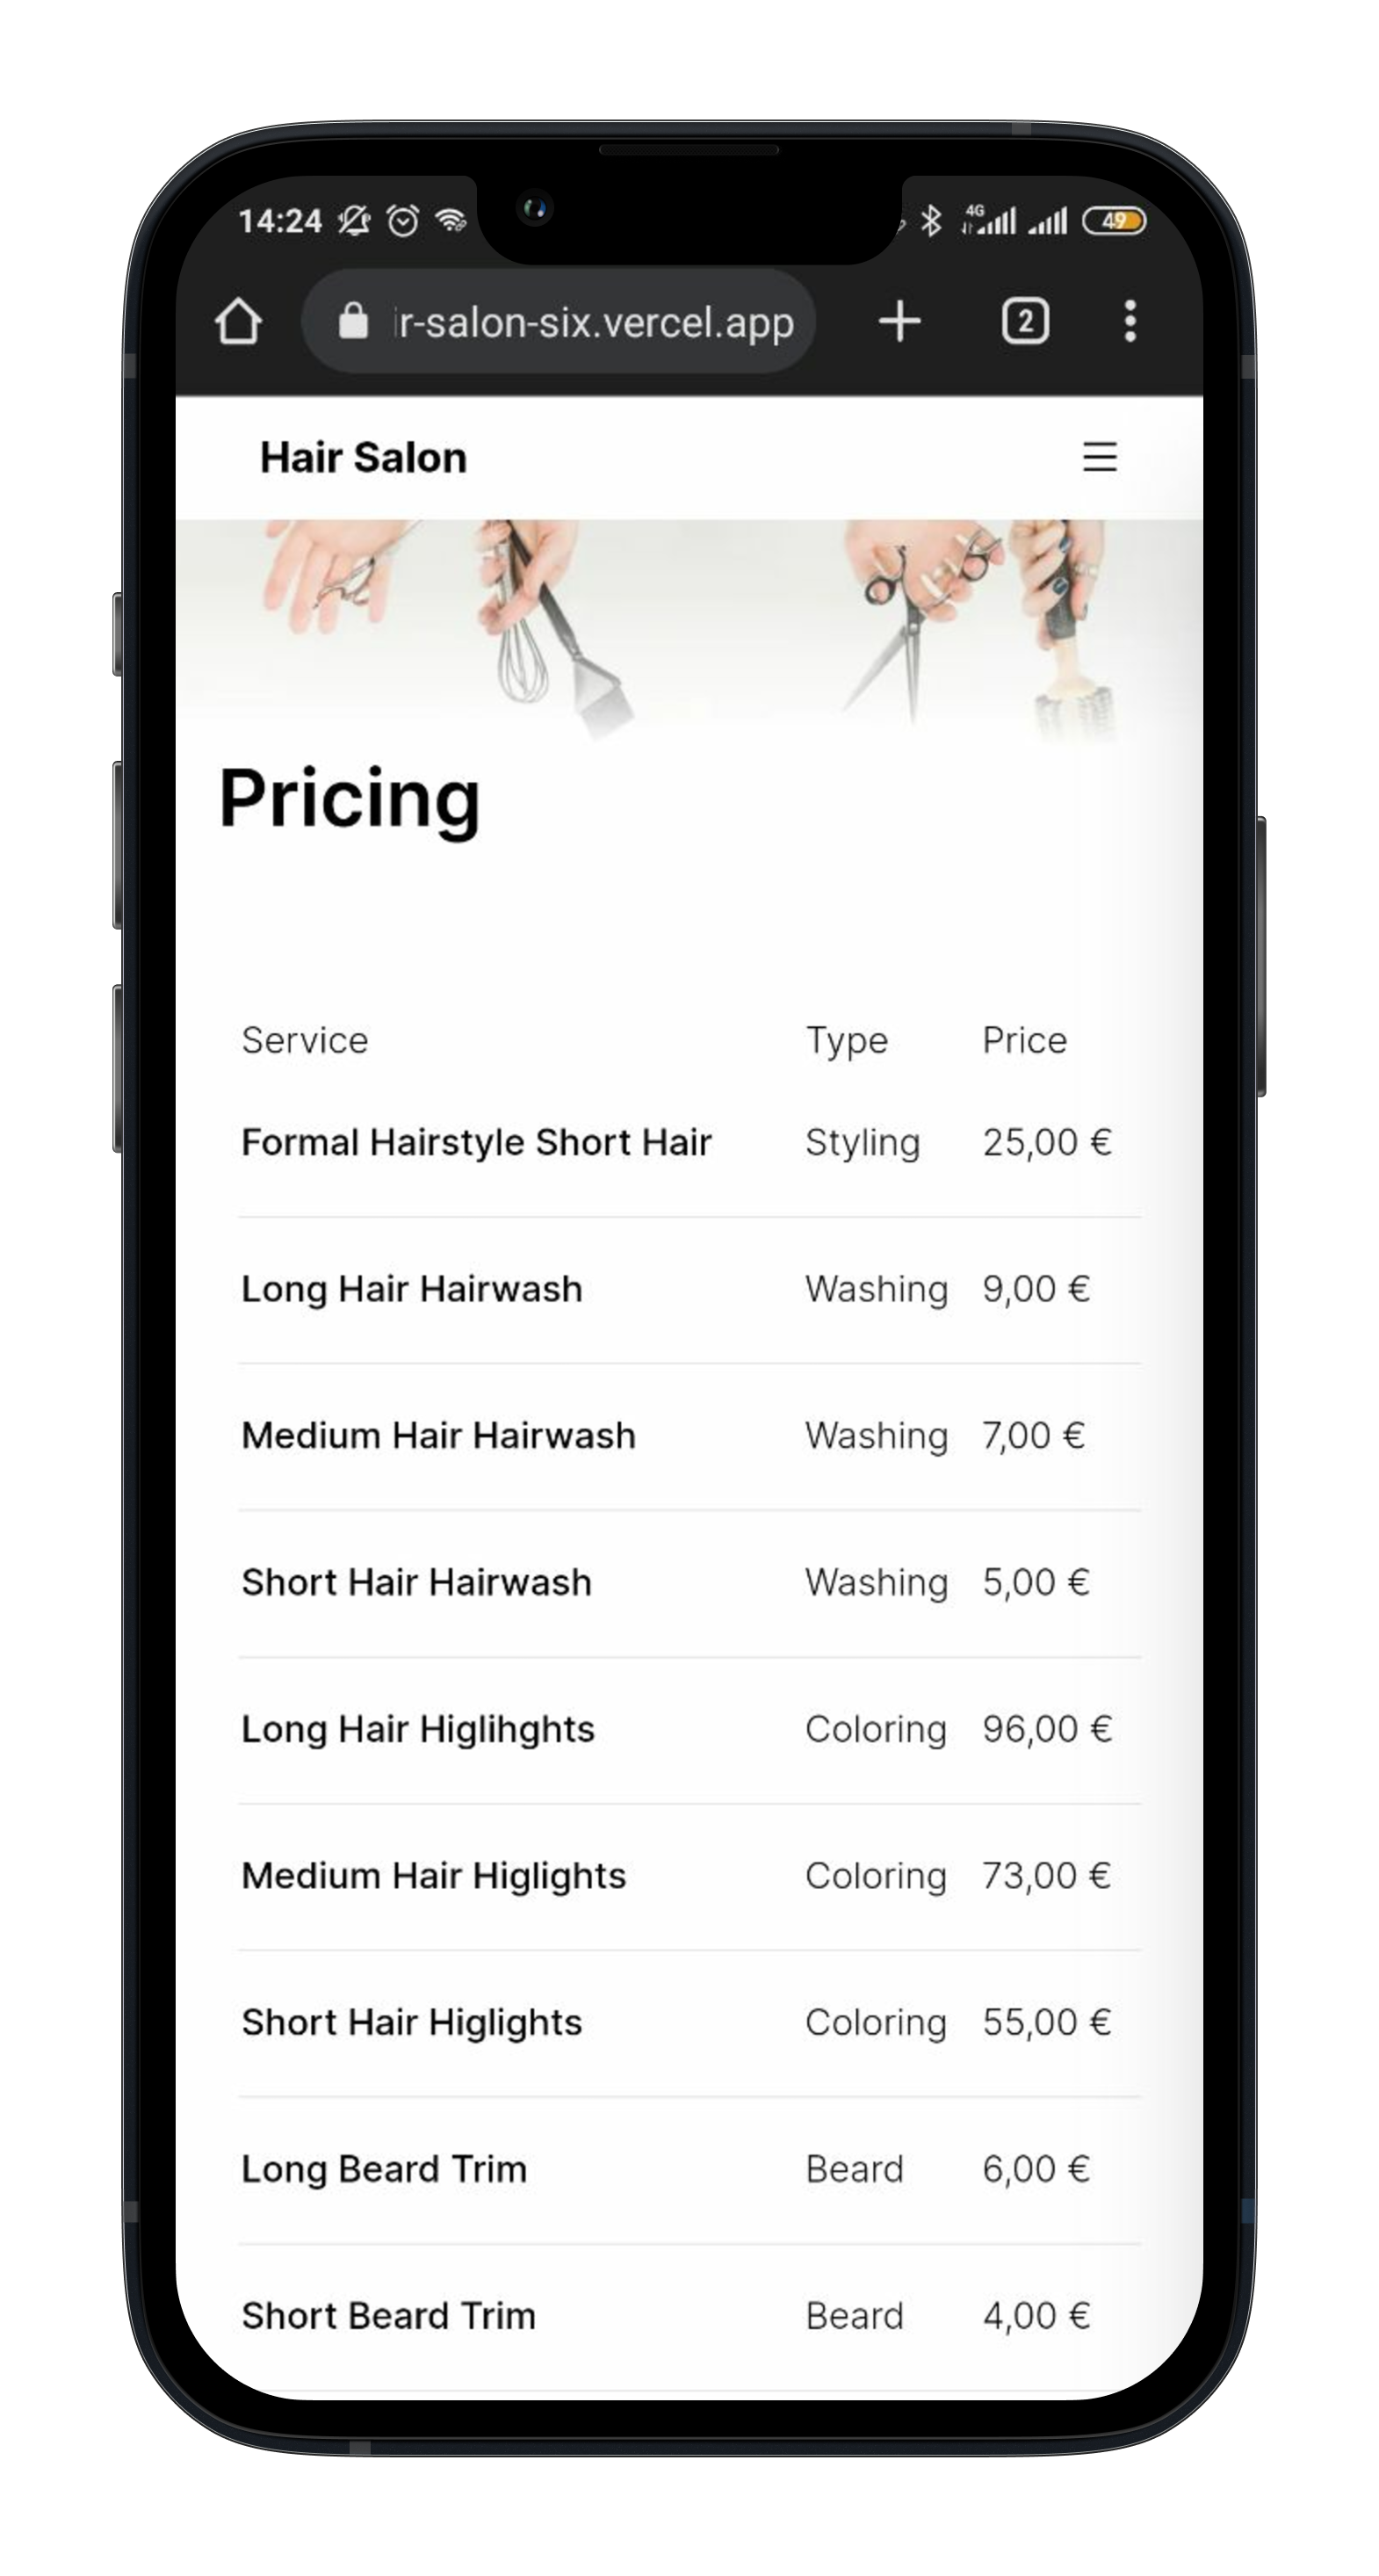 14:24
4G
49
r-salon-six.vercel.app
2
Hair Salon
Pricing
Service Type Price
Formal Hairstyle Short Hair Styling 25,00 €
Long Hair Hairwash Washing 9,00 €
Medium Hair Hairwash Washing 7,00 €
Short Hair Hairwash Washing 5,00 €
Long Hair Higlihghts Coloring 96,00 €
Medium Hair Higlights Coloring 73,00 €
Short Hair Higlights Coloring 55,00 €
Long Beard Trim Beard 6,00 €
Short Beard Trim Beard 4,00 €